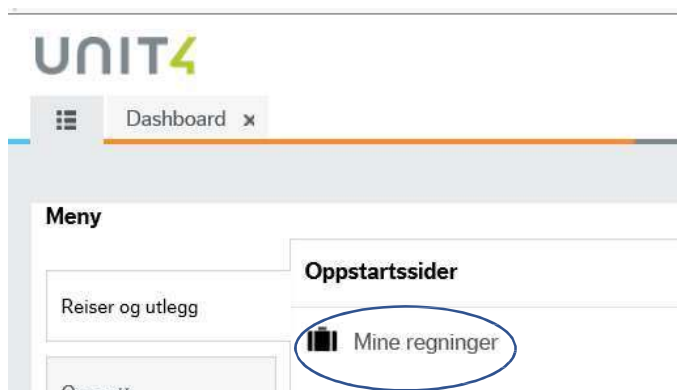 UNIT4
Dashboard x
Meny
Oppstartssider
Reiser og utlegg
Mine regninger